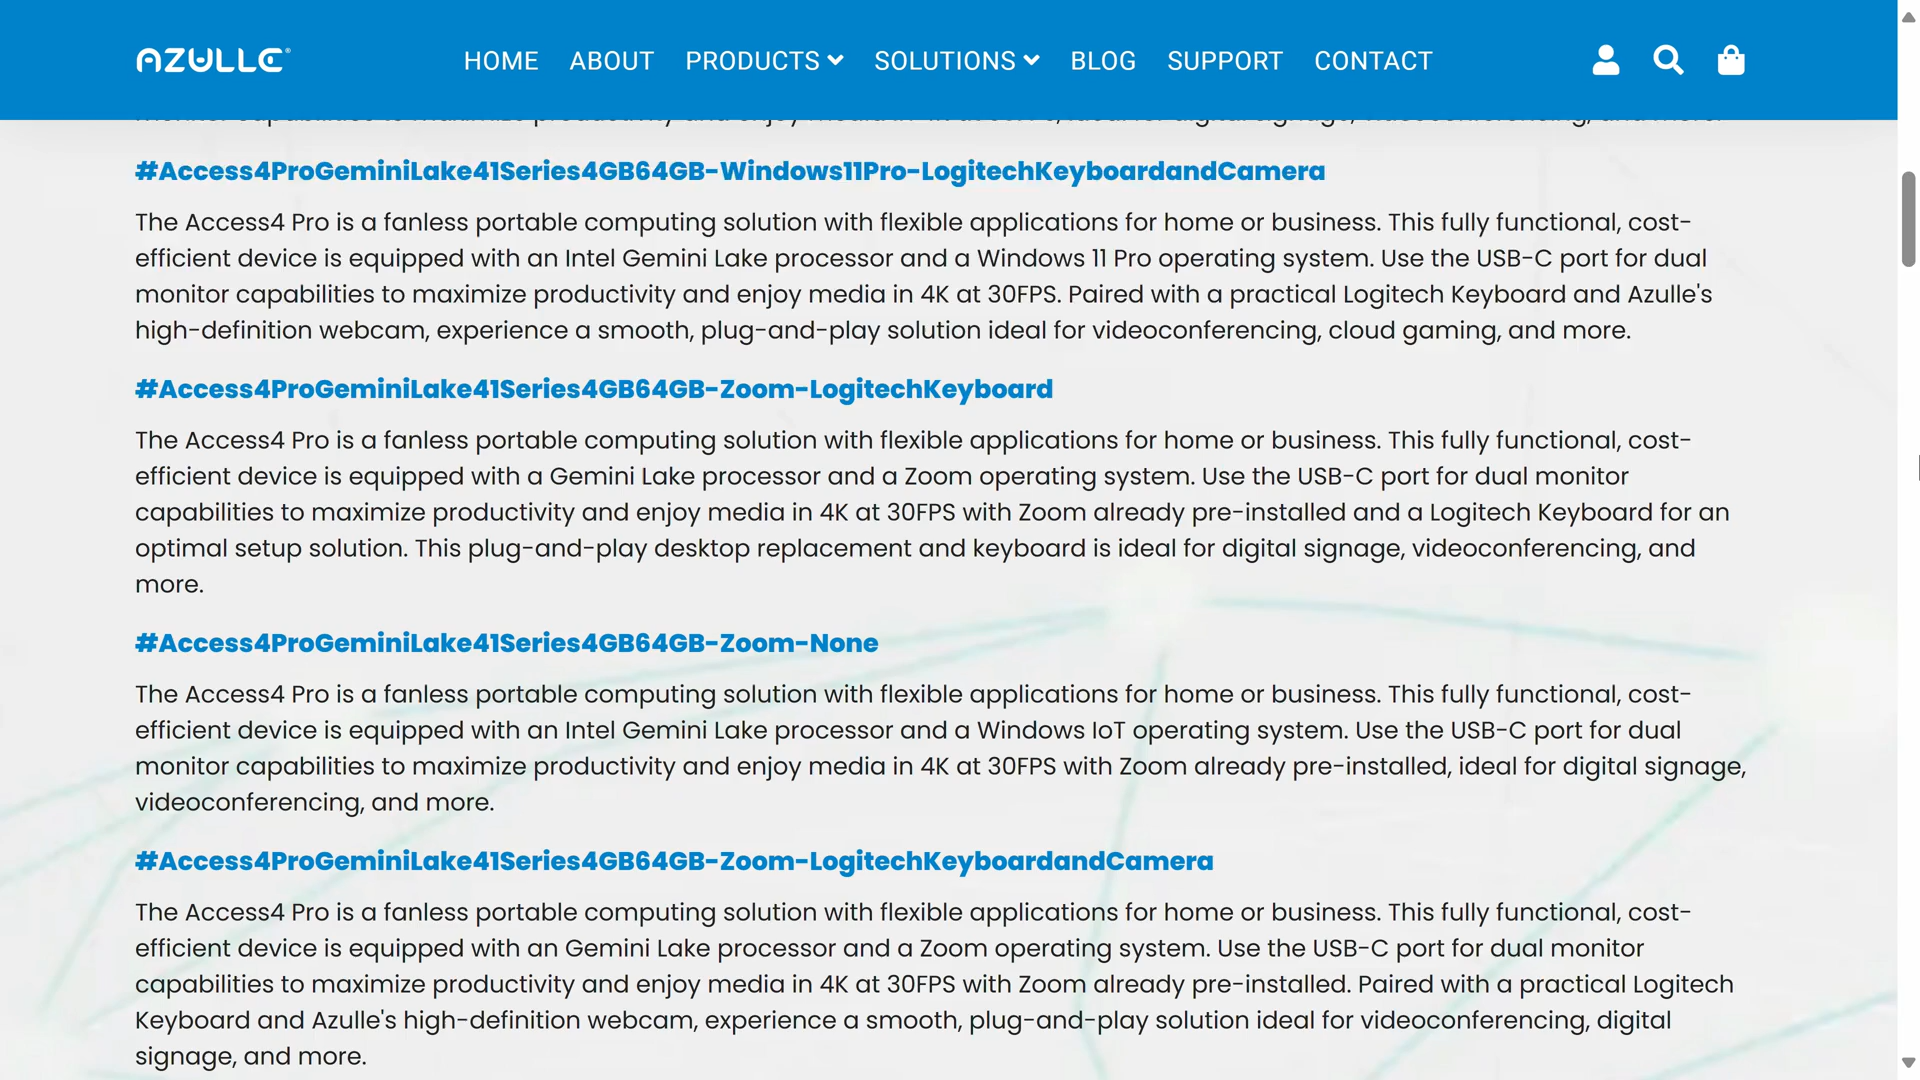 AZULLE®
HOME ABOUT PRODUCTS SOLUTIONS BLOG SUPPORT CONTACT
#Access4ProGeminiLake41Series4GB64GB-Windows11Pro-LogitechKeyboardandCamera
The Access4 Pro is a fanless portable computing solution with flexible applications for home or business. This fully functional, cost-
efficient device is equipped with an Intel Gemini Lake processor and a Windows 11 Pro operating system. Use the USB-C port for dual
monitor capabilities to maximize productivity and enjoy media in 4K at 30FPS. Paired with a practical Logitech Keyboard and Azulle's
high-definition webcam, experience a smooth, plug-and-play solution ideal for videoconferencing, cloud gaming, and more.
#Access4ProGeminiLake41Series4GB64GB-Zoom-LogitechKeyboard
The Access4 Pro is a fanless portable computing solution with flexible applications for home or business. This fully functional, cost-
efficient device is equipped with a Gemini Lake processor and a Zoom operating system. Use the USB-C port for dual monitor
capabilities to maximize productivity and enjoy media in 4K at 30FPS with Zoom already pre-installed and a Logitech Keyboard for an
optimal setup solution. This plug-and-play desktop replacement and keyboard is ideal for digital signage, videoconferencing, and
more.
#Access4ProGeminiLake41Series4GB64GB-Zoom-None
The Access4 Pro is a fanless portable computing solution with flexible applications for home or business. This fully functional, cost-
efficient device is equipped with an Intel Gemini Lake processor and a Windows IoT operating system. Use the USB-C port for dual
monitor capabilities to maximize productivity and enjoy media in 4K at 30FPS with Zoom already pre-installed, ideal for digital signage,
videoconferencing, and more.
#Access4ProGeminiLake41Series4GB64GB-Zoom-LogitechKeyboardandCamera
The Access4 Pro is a fanless portable computing solution with flexible applications for home or business. This fully functional, cost-
efficient device is equipped with an Gemini Lake processor and a Zoom operating system. Use the USB-C port for dual monitor
capabilities to maximize productivity and enjoy media in 4K at 30FPS with Zoom already pre-installed. Paired with a practical Logitech
Keyboard and Azulle's high-definition webcam, experience a smooth, plug-and-play solution ideal for videoconferencing, digital
signage, and more.